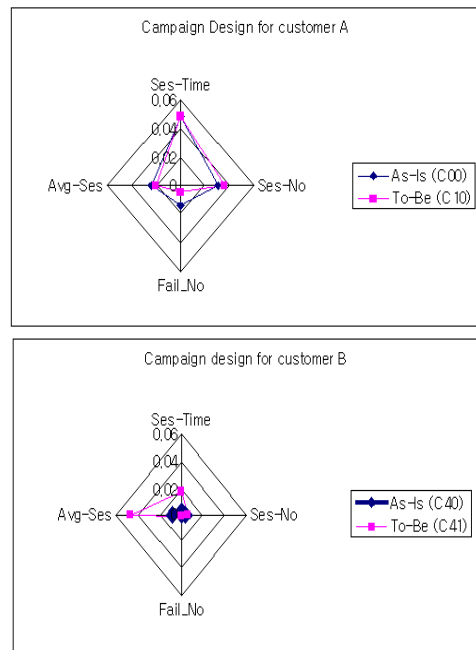 Campaign Design for customer A
Ses-Time
0.06
0.04
0.02
0
Avg-Ses
Ses-No
Fail_No
As-Is (C00)
To-Be (C10)
Campaign design for customer B
Ses-Time
0.06
0.04
0.02
0
Avg-Ses
Ses-No
Fail_No
As-Is (C40)
To-Be (C41)